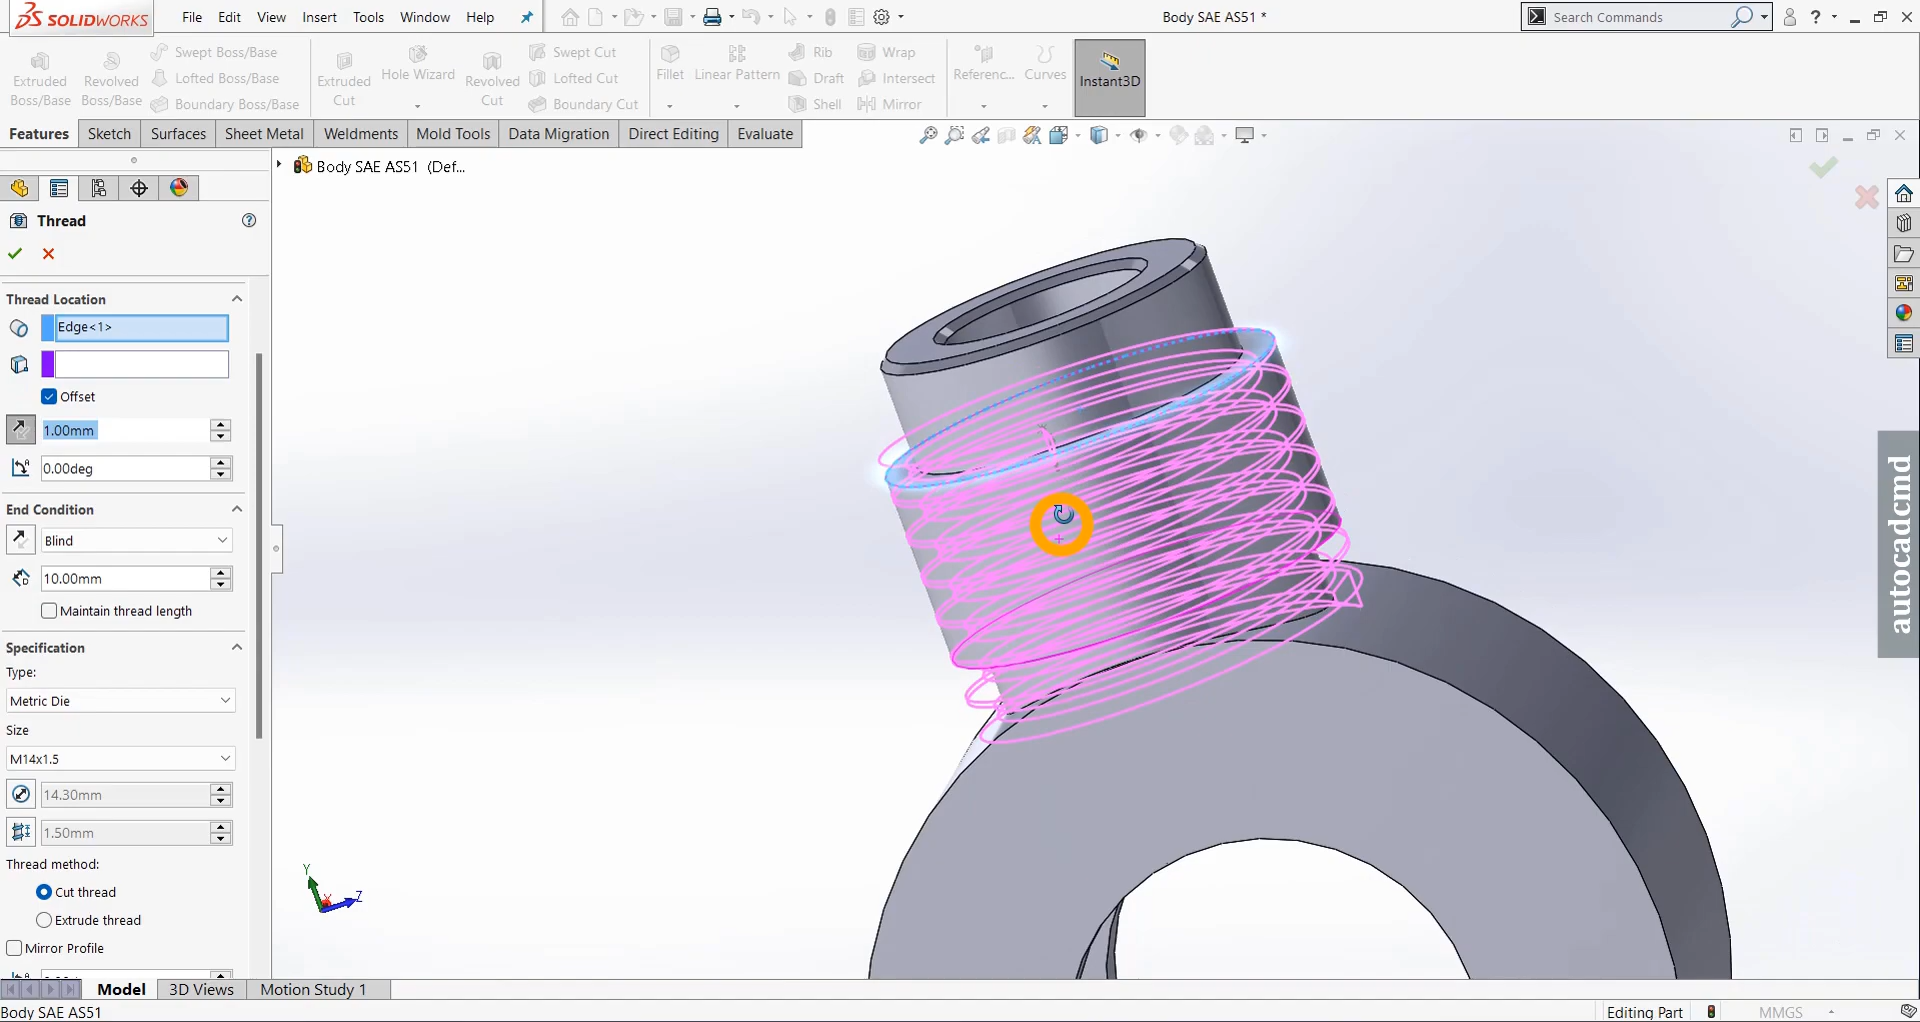 SOLIDWORKS
File Edit View Insert Tools Window Help
Body SAE AS51 *
Search Commands
Extruded Boss/Base
Revolved Boss/Base
Swept Boss/Base
Lofted Boss/Base
Boundary Boss/Base
Extruded Cut
Hole Wizard
Revolved Cut
Swept Cut
Lofted Cut
Boundary Cut
Fillet
Linear Pattern
Rib
Draft
Shell
Wrap
Intersect
Mirror
Referenc...
Curves
Instant3D
Features Sketch Surfaces Sheet Metal Weldments Mold Tools Data Migration Direct Editing Evaluate
Body SAE AS51 (Def...
Thread
Thread Location
Edge<1>
Offset
1.00mm
0.00deg
End Condition
Blind
10.00mm
Maintain thread length
Specification
Type:
Metric Die
Size
M14x1.5
14.30mm
1.50mm
Thread method:
Cut thread
Extrude thread
Mirror Profile
Y
X
Z
autocadcmd
Model 3D Views Motion Study 1
Body SAE AS51
Editing Part
MMGS